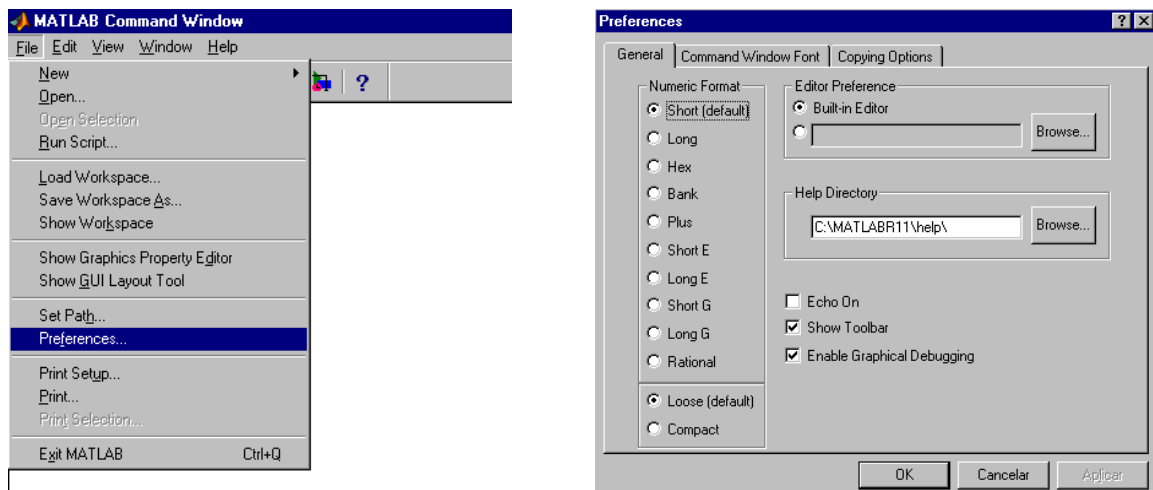 MATLAB Command Window
File Edit View Window Help
New
Open...
Open Selection
Run Script...
Load Workspace...
Save Workspace As...
Show Workspace
Show Graphics Property Editor
Show GUI Layout Tool
Set Path...
Preferences...
Print Setup...
Print...
Print Selection...
Exit MATLAB Ctrl+Q
?
Preferences ? ×
General Command Window Font Copying Options
Numeric Format
Short (default)
Long
Hex
Bank
Plus
Short E
Long E
Short G
Long G
Rational
Loose (default)
Compact
Editor Preference
Built-in Editor
Browse...
Help Directory
C:\MATLABR11\help\ Browse...
Echo On
Show Toolbar
Enable Graphical Debugging
OK Cancelar Aplicar